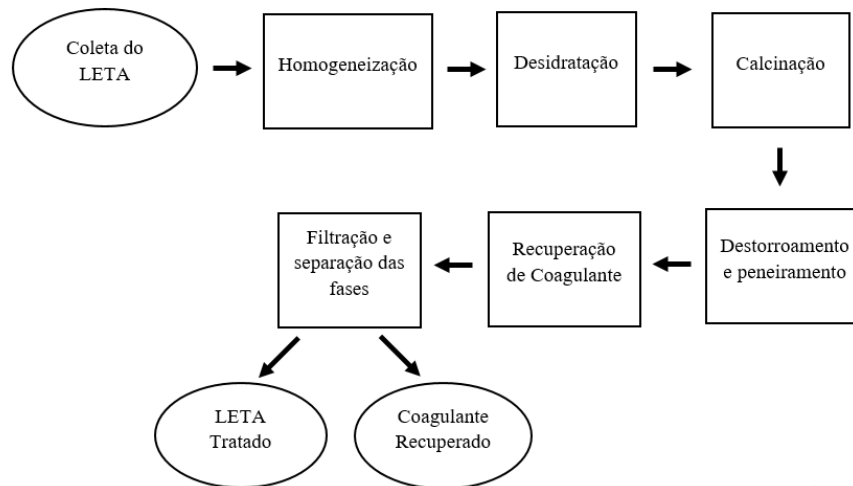 Coleta do
LETA
Homogeneização
Desidratação
Calcinação
Destorroamento
e peneiramento
Recuperação
de Coagulante
Filtração e
separação das
fases
LETA
Tratado
Coagulante
Recuperado